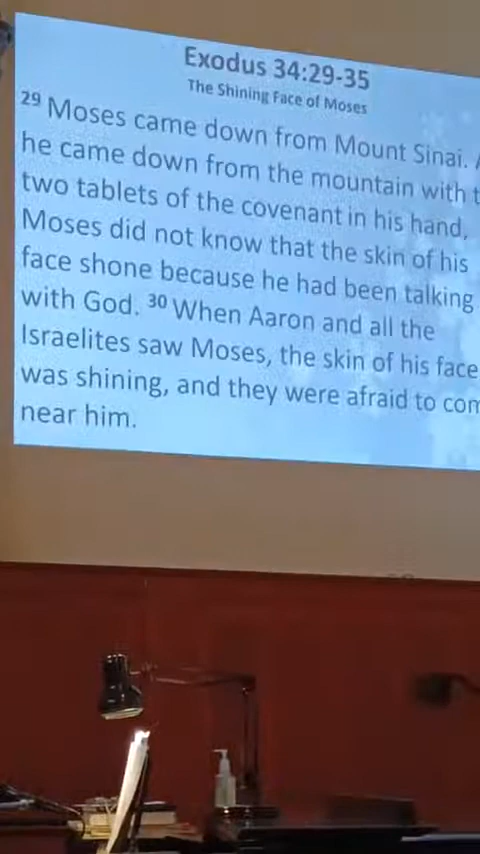 Exodus 34:29-35
The Shining Face of Moses
29 Moses came down from Mount Sinai.
he came down from the mountain with
two tablets of the covenant in his hand,
Moses did not know that the skin of his
face shone because he had been talking
with God. 30 When Aaron and all the
Israelites saw Moses, the skin of his face
was shining, and they were afraid to
near him.